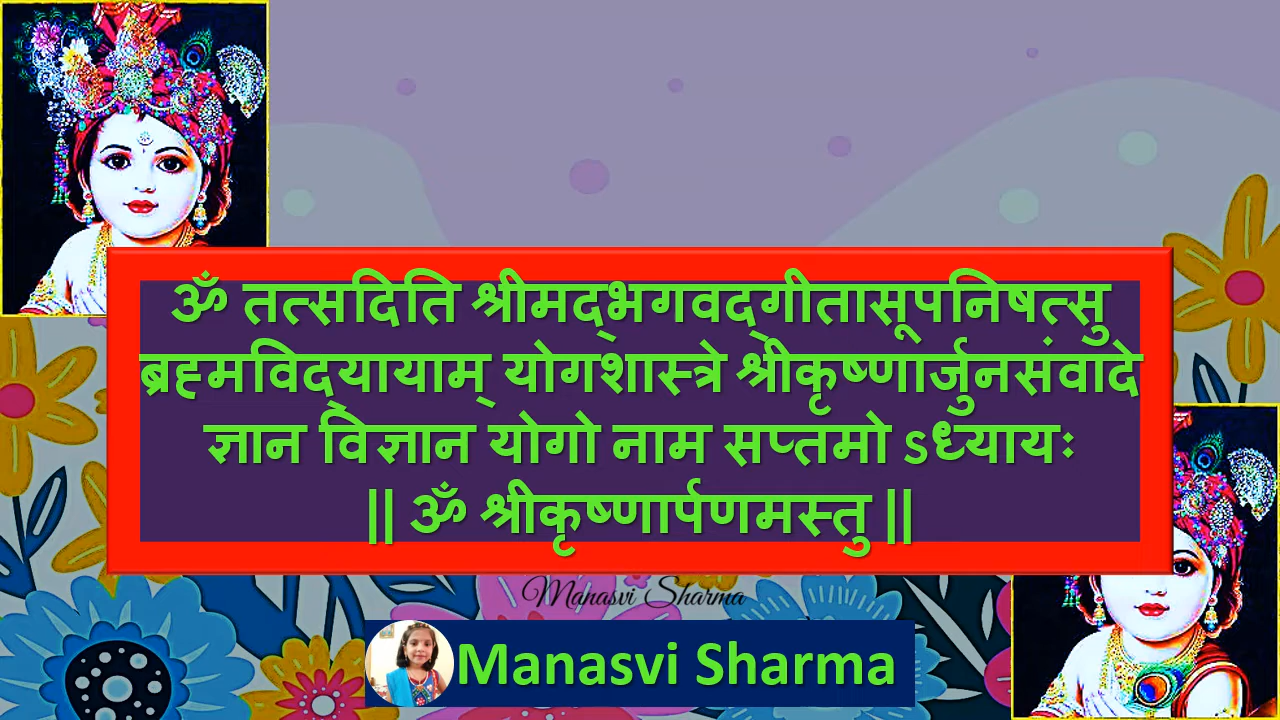 ॐ तत्सदिति श्रीमद्‌भगवद्‌गीतासूपनिषत्सु
ब्रह्मविद्‌यायाम् योगशास्त्रे श्रीकृष्णार्जुनसंवादे
ज्ञान विज्ञान योगो नाम सप्तमो ऽध्यायः
|| ॐ श्रीकृष्णार्पणमस्तु ||
Manasvi Sharma
Manasvi Sharma